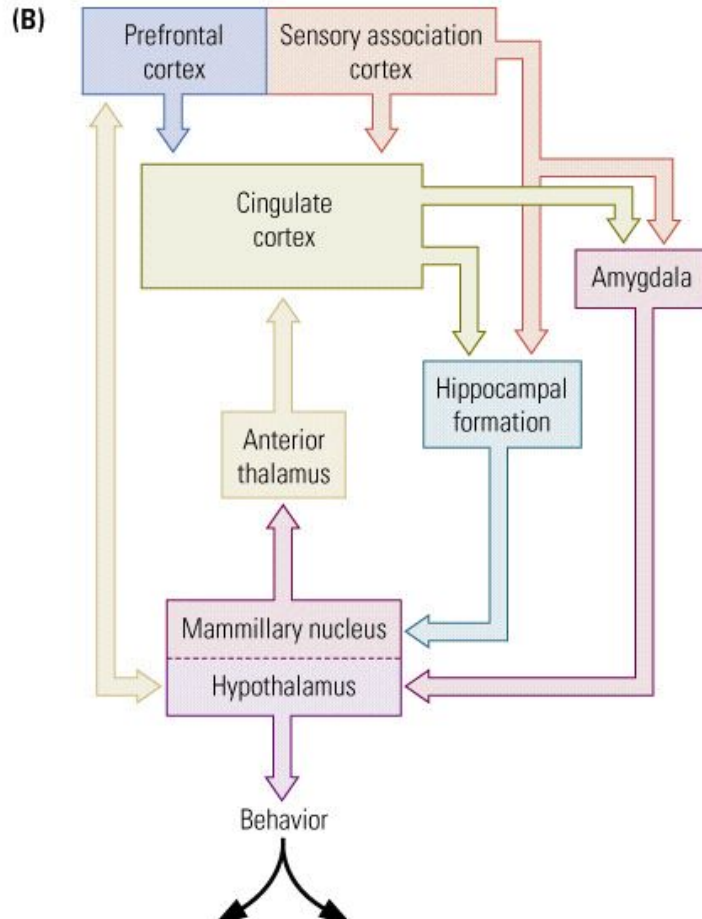 (B)
Prefrontal
cortex
Sensory association
cortex
Cingulate
cortex
Amygdala
Hippocampal
formation
Anterior
thalamus
Mammillary nucleus
Hypothalamus
Behavior